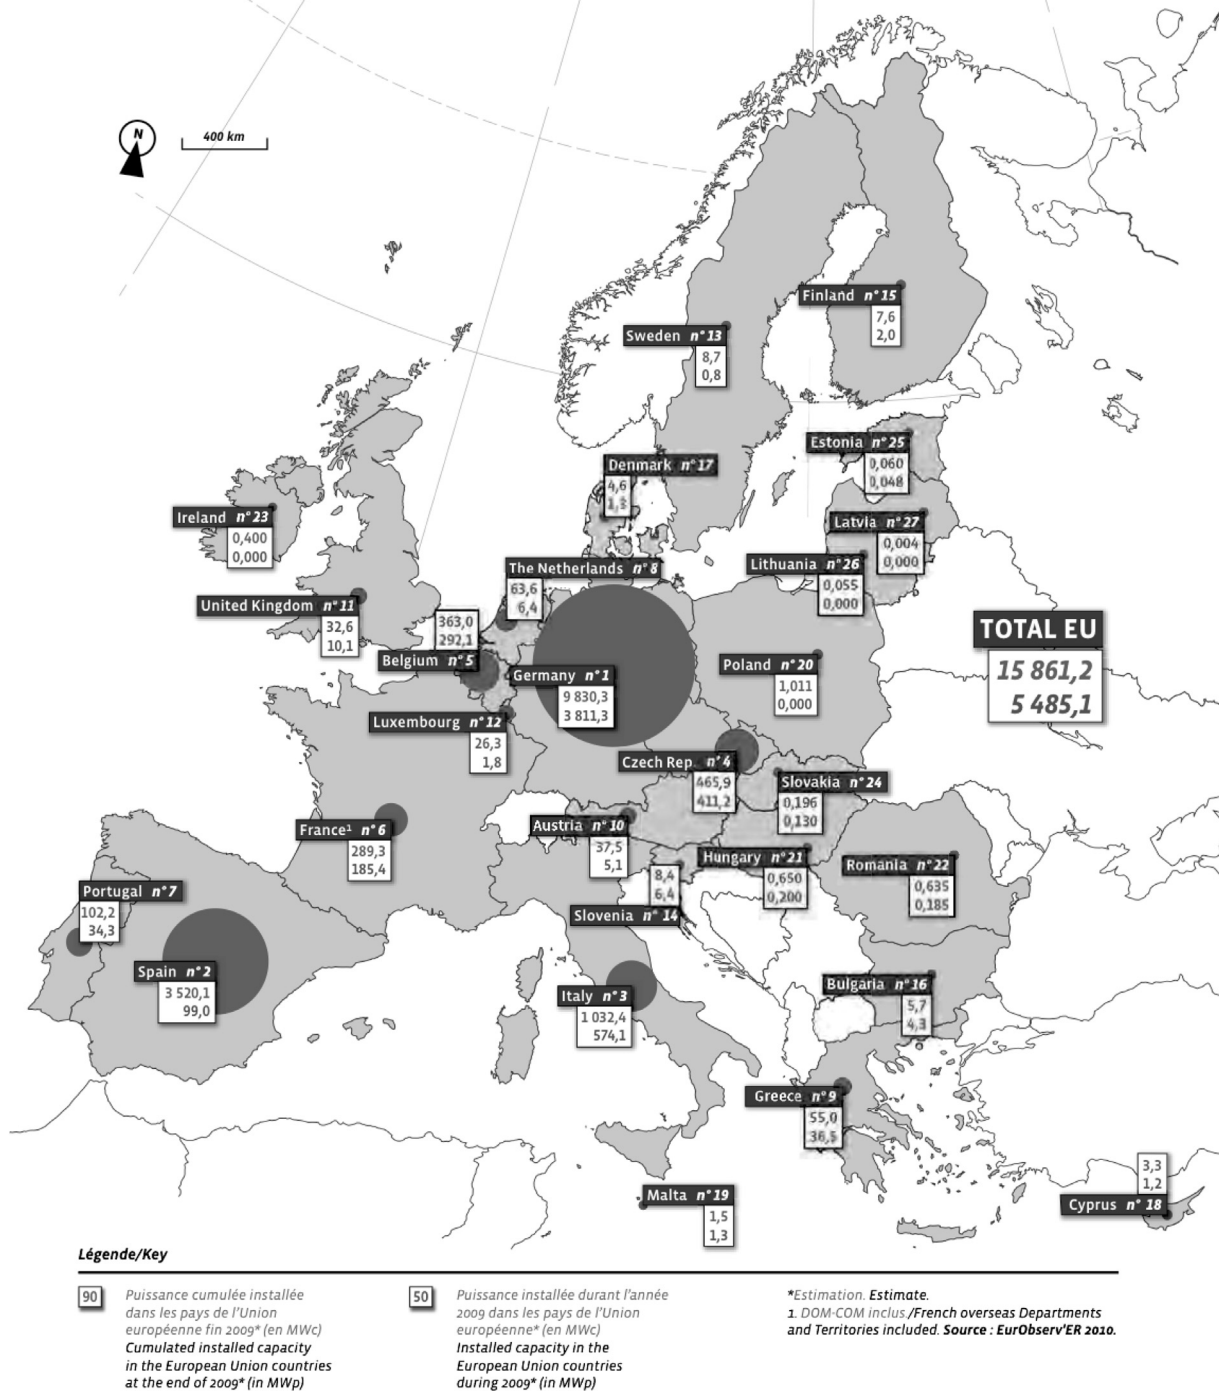 N
400 km
Finland n°15
7,6
2,0
Sweden n°13
8,7
0,8
Estonia n°25
0,060
0,048
Denmark n°17
4,6
1,3
Ireland n°23
0,400
0,000
Latvia n°27
0,004
0,000
Lithuania n°26
0,055
0,000
The Netherlands n°8
63,6
6,4
United Kingdom n°11
32,6
10,1
363,0
292,1
Belgium n°5
TOTAL EU
15 861,2
5 485,1
Germany n°1
9 830,3
3 811,3
Poland n°20
1,011
0,000
Luxembourg n°12
26,3
1,8
Czech Rep n°4
465,9
411,2
Slovakia n°24
0,196
0,130
France¹ n°6
289,3
185,4
Austria n°10
37,5
5,1
Hungary n°21
0,650
0,200
Romania n°22
0,635
0,185
8,4
6,4
Slovenia n°14
Portugal n°7
102,2
34,3
Spain n°2
3 520,1
99,0
Italy n°3
1 032,4
574,1
Bulgaria n°16
5,7
4,3
Greece n°9
55,0
36,5
3,3
1,2
Cyprus n°18
Malta n°19
1,5
1,3
Légende/Key
90
Puissance cumulée installée
dans les pays de l'Union
européenne fin 2009* (en MWc)
Cumulated installed capacity
in the European Union countries
at the end of 2009* (in MWp)
50
Puissance installée durant l'année
2009 dans les pays de l'Union
européenne* (en MWc)
Installed capacity in the
European Union countries
during 2009* (in MWp)
*Estimation. Estimate.
1. DOM-COM inclus./French overseas Departments
and Territories included. Source : EurObserv'ER 2010.